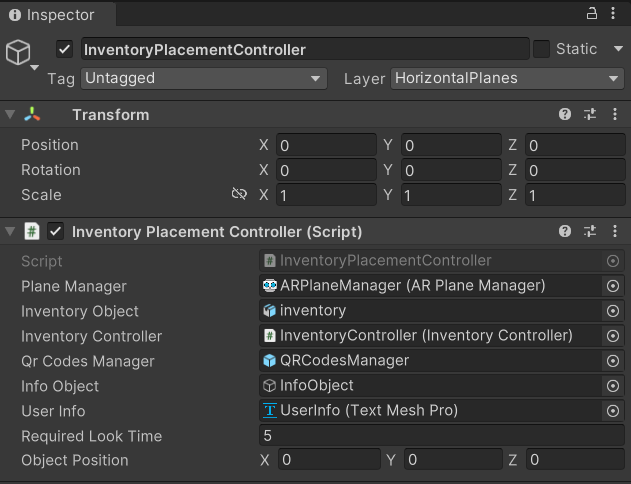 Inspector
InventoryPlacementController Static
Tag Untagged Layer HorizontalPlanes
Transform
Position X 0 Y 0 Z 0
Rotation X 0 Y 0 Z 0
Scale X 1 Y 1 Z 1
# Inventory Placement Controller (Script)
Script # InventoryPlacementController
Plane Manager ARPlaneManager (AR Plane Manager)
Inventory Object inventory
Inventory Controller # InventoryController (Inventory Controller)
Qr Codes Manager QRCodesManager
Info Object InfoObject
User Info T UserInfo (Text Mesh Pro)
Required Look Time 5
Object Position X 0 Y 0 Z 0